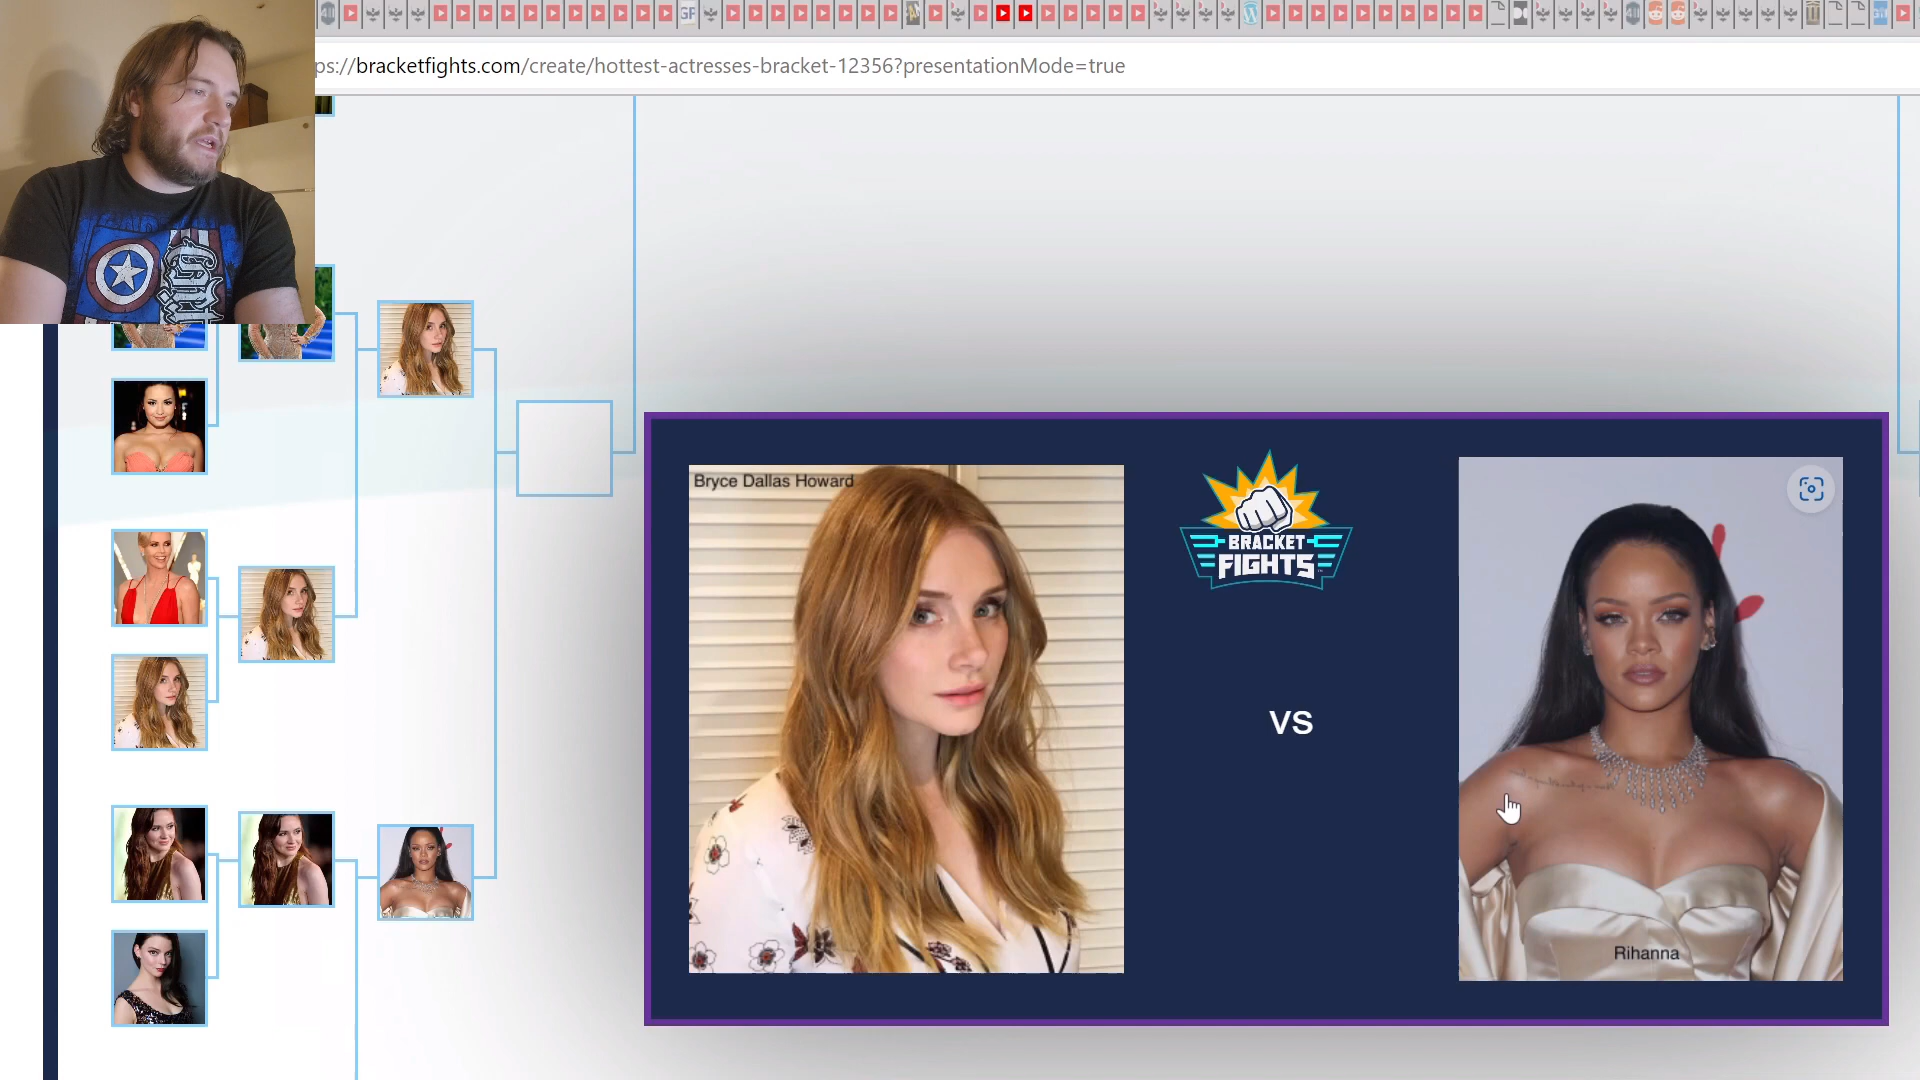 ps://bracketfights.com/create/hottest-actresses-bracket-12356?presentationMode=true
Bryce Dallas Howard
BRACKET
FIGHTS
VS
Rihanna